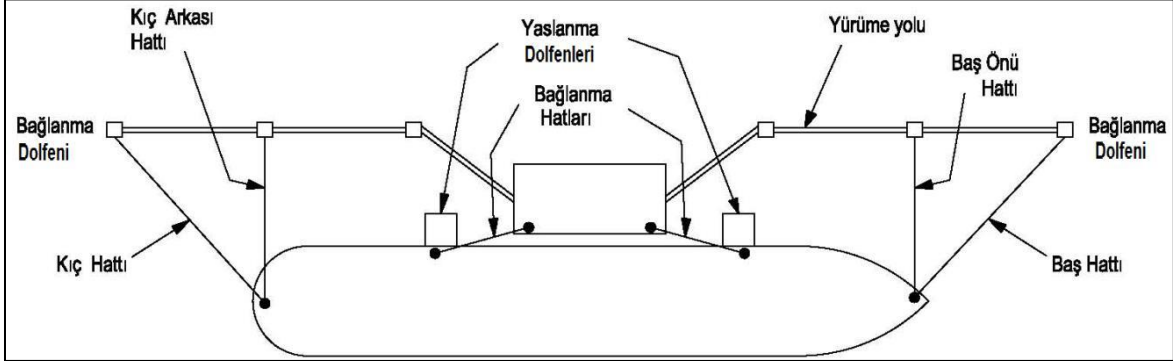 Kıç Arkası
Hattı
Yaslanma
Dolfenleri
Yürüme yolu
Baş Önü
Hattı
Bağlanma
Hatları
Bağlanma
Dolfeni
Bağlanma
Dolfeni
Kıç Hattı
Baş Hattı